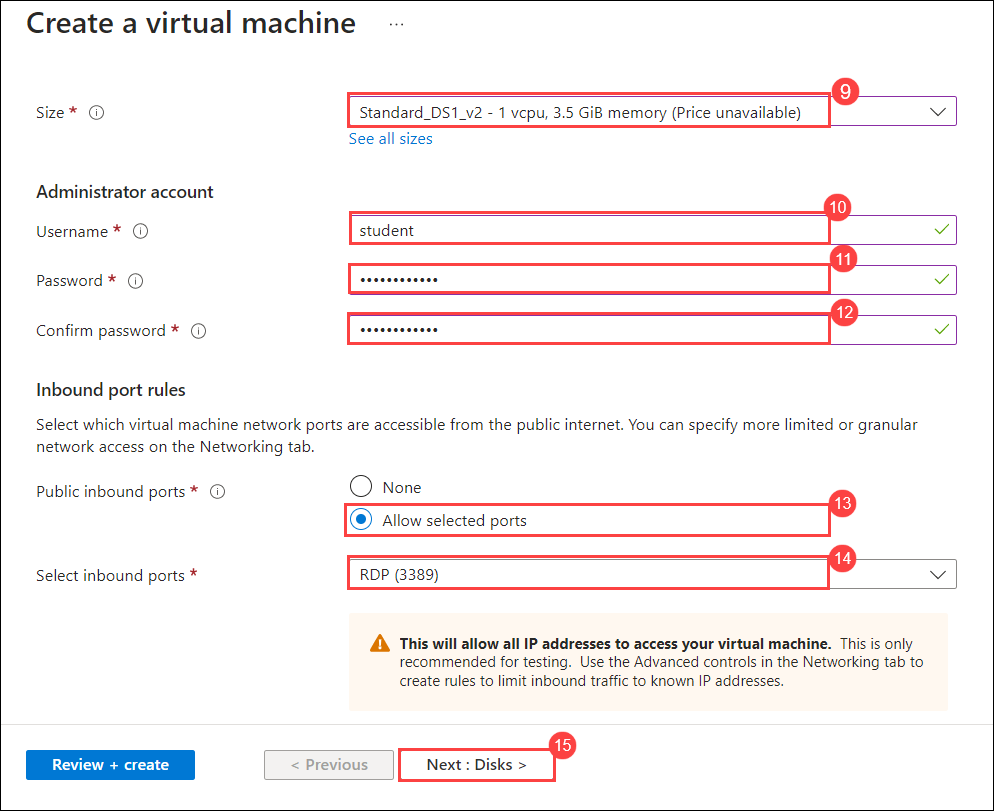 Create a virtual machine ...
9
Size * i
Standard_DS1_v2 - 1 vcpu, 3.5 GiB memory (Price unavailable)
See all sizes
Administrator account
10
Username * i
student
11
Password * i
••••••••••••
12
Confirm password * i
••••••••••••
Inbound port rules
Select which virtual machine network ports are accessible from the public internet. You can specify more limited or granular
network access on the Networking tab.
Public inbound ports * i
None
13
Allow selected ports
14
Select inbound ports *
RDP (3389)
This will allow all IP addresses to access your virtual machine. This is only
recommended for testing. Use the Advanced controls in the Networking tab to
create rules to limit inbound traffic to known IP addresses.
15
Review + create
< Previous
Next : Disks >